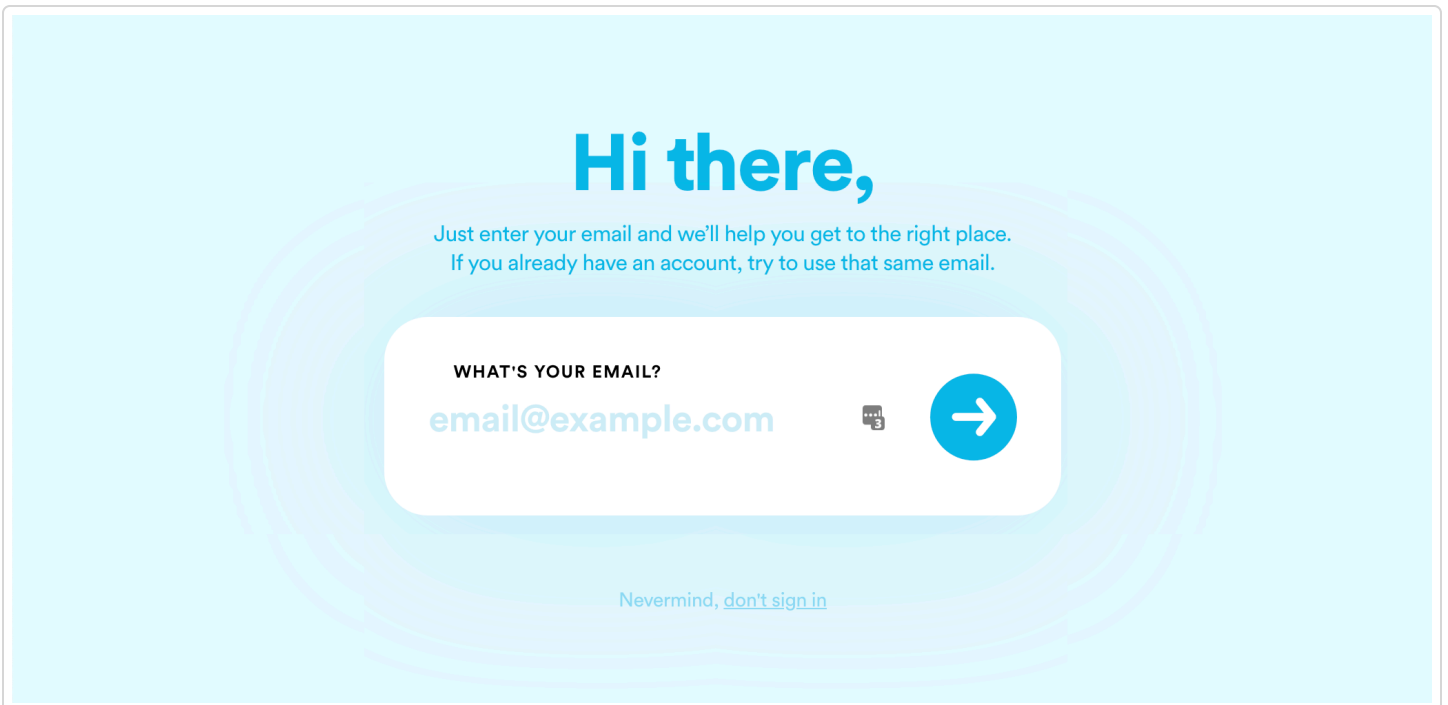 Hi there,
Just enter your email and we’ll help you get to the right place.
If you already have an account, try to use that same email.
WHAT'S YOUR EMAIL?
email@example.com
3
Nevermind, don't sign in